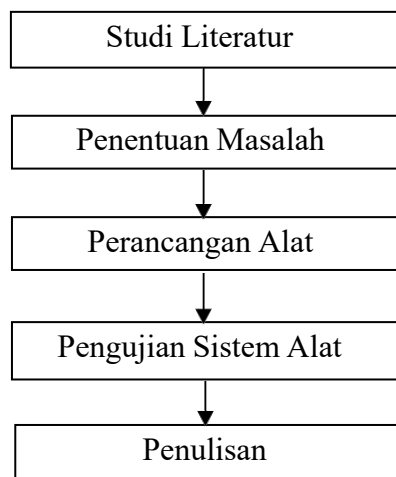 Studi Literatur
Penentuan Masalah
Perancangan Alat
Pengujian Sistem Alat
Penulisan